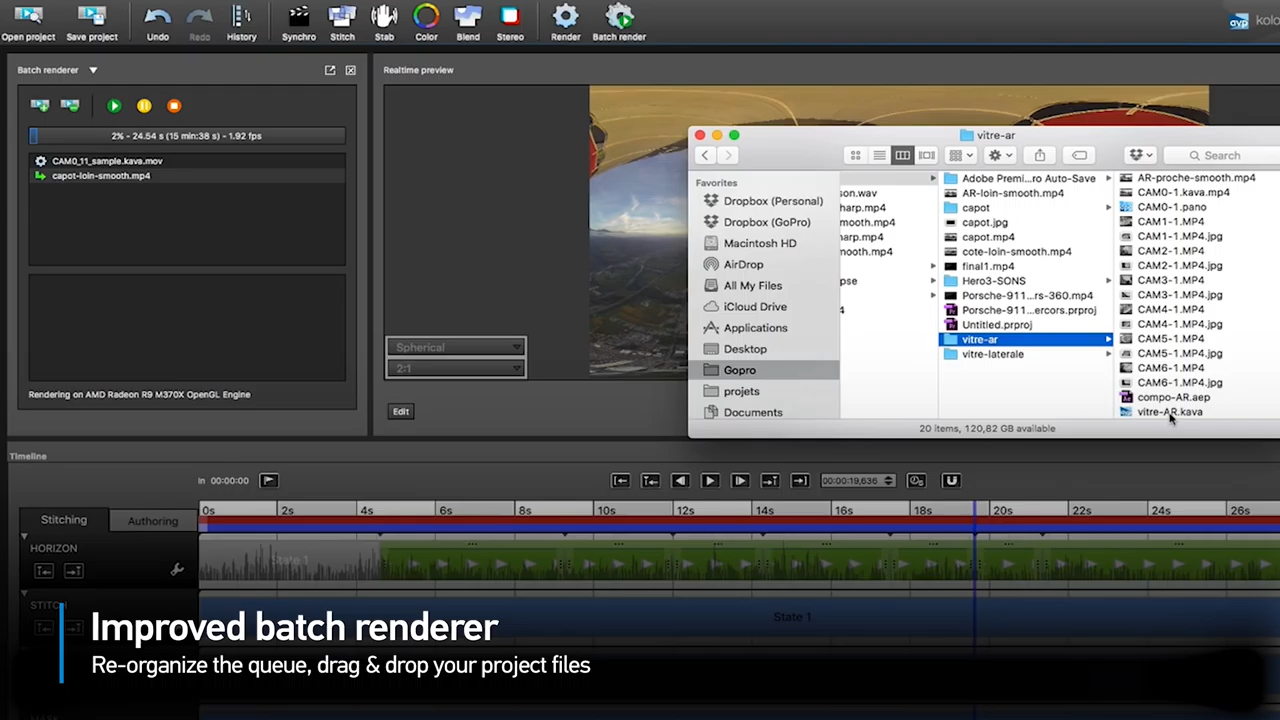 Open project Save project Undo Redo History Synchro Stitch Stab Color Blend Stereo Render Batch render
avp kolo
Batch renderer
2% - 24.54 s (15 min:38 s) - 1.92 fps
CAM0_11_sample.kava.mov
capot-loin-smooth.mp4
Rendering on AMD Radeon R9 M370X OpenGL Engine
Realtime preview
Spherical
2:1
Edit
vitre-ar
Search
Favorites
Dropbox (Personal)
Dropbox (GoPro)
Macintosh HD
AirDrop
All My Files
iCloud Drive
Applications
Desktop
Gopro
projets
Documents
son.wav
harp.mp4
mooth.mp4
arp.mp4
mooth.mp4
pse
4
Adobe Premi...ro Auto-Save
AR-loin-smooth.mp4
capot
capot.jpg
capot.mp4
cote-loin-smooth.mp4
final1.mp4
Hero3-SONS
Porsche-911...rs-360.mp4
Porsche-911...ercors.prproj
Untitled.prproj
vitre-ar
vitre-laterale
AR-proche-smooth.mp4
CAM0-1.kava.mp4
CAM0-1.pano
CAM1-1.MP4
CAM1-1.MP4.jpg
CAM2-1.MP4
CAM2-1.MP4.jpg
CAM3-1.MP4
CAM3-1.MP4.jpg
CAM4-1.MP4
CAM4-1.MP4.jpg
CAM5-1.MP4
CAM5-1.MP4.jpg
CAM6-1.MP4
CAM6-1.MP4.jpg
compo-AR.aep
vitre-AR.kava
20 items, 120,82 GB available
Timeline
in 00:00:00
00:00:19,636
Stitching Authoring
0s 2s 4s 6s 8s 10s 12s 14s 16s 18s 20s 22s 24s 26s
HORIZON
State 1
STITCH
State 1
Improved batch renderer
Re-organize the queue, drag & drop your project files